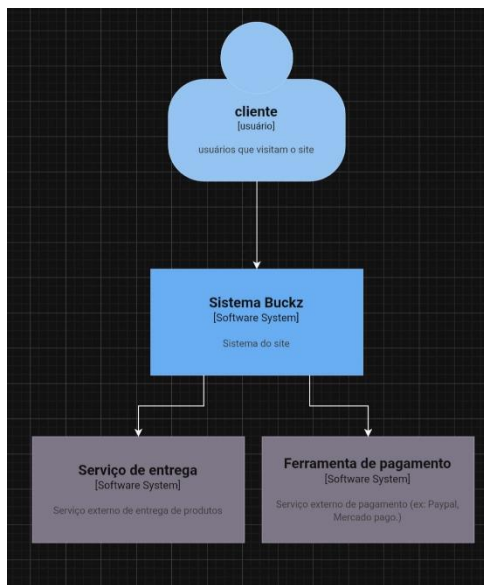 cliente
[usuário]
usuários que visitam o site
Sistema Buckz
[Software System]
Sistema do site
Serviço de entrega
[Software System]
Serviço externo de entrega de produtos
Ferramenta de pagamento
[Software System]
Serviço externo de pagamento (ex: Paypal,
Mercado pago.)